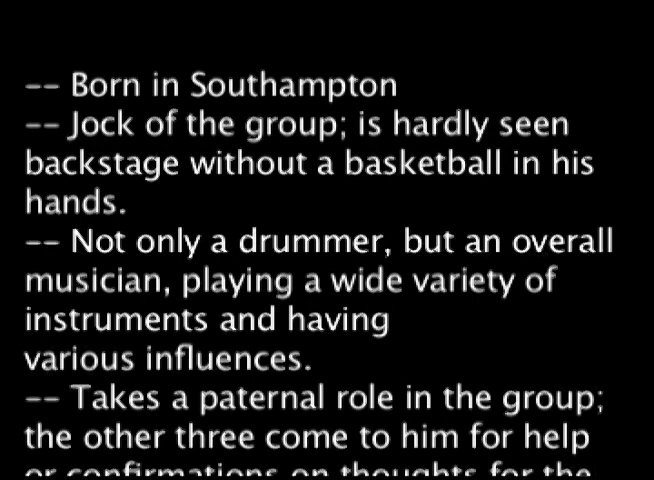 -- Born in Southampton
-- Jock of the group; is hardly seen
backstage without a basketball in his
hands.
-- Not only a drummer, but an overall
musician, playing a wide variety of
instruments and having
various influences.
-- Takes a paternal role in the group;
the other three come to him for help
or confirmations on thoughts for the